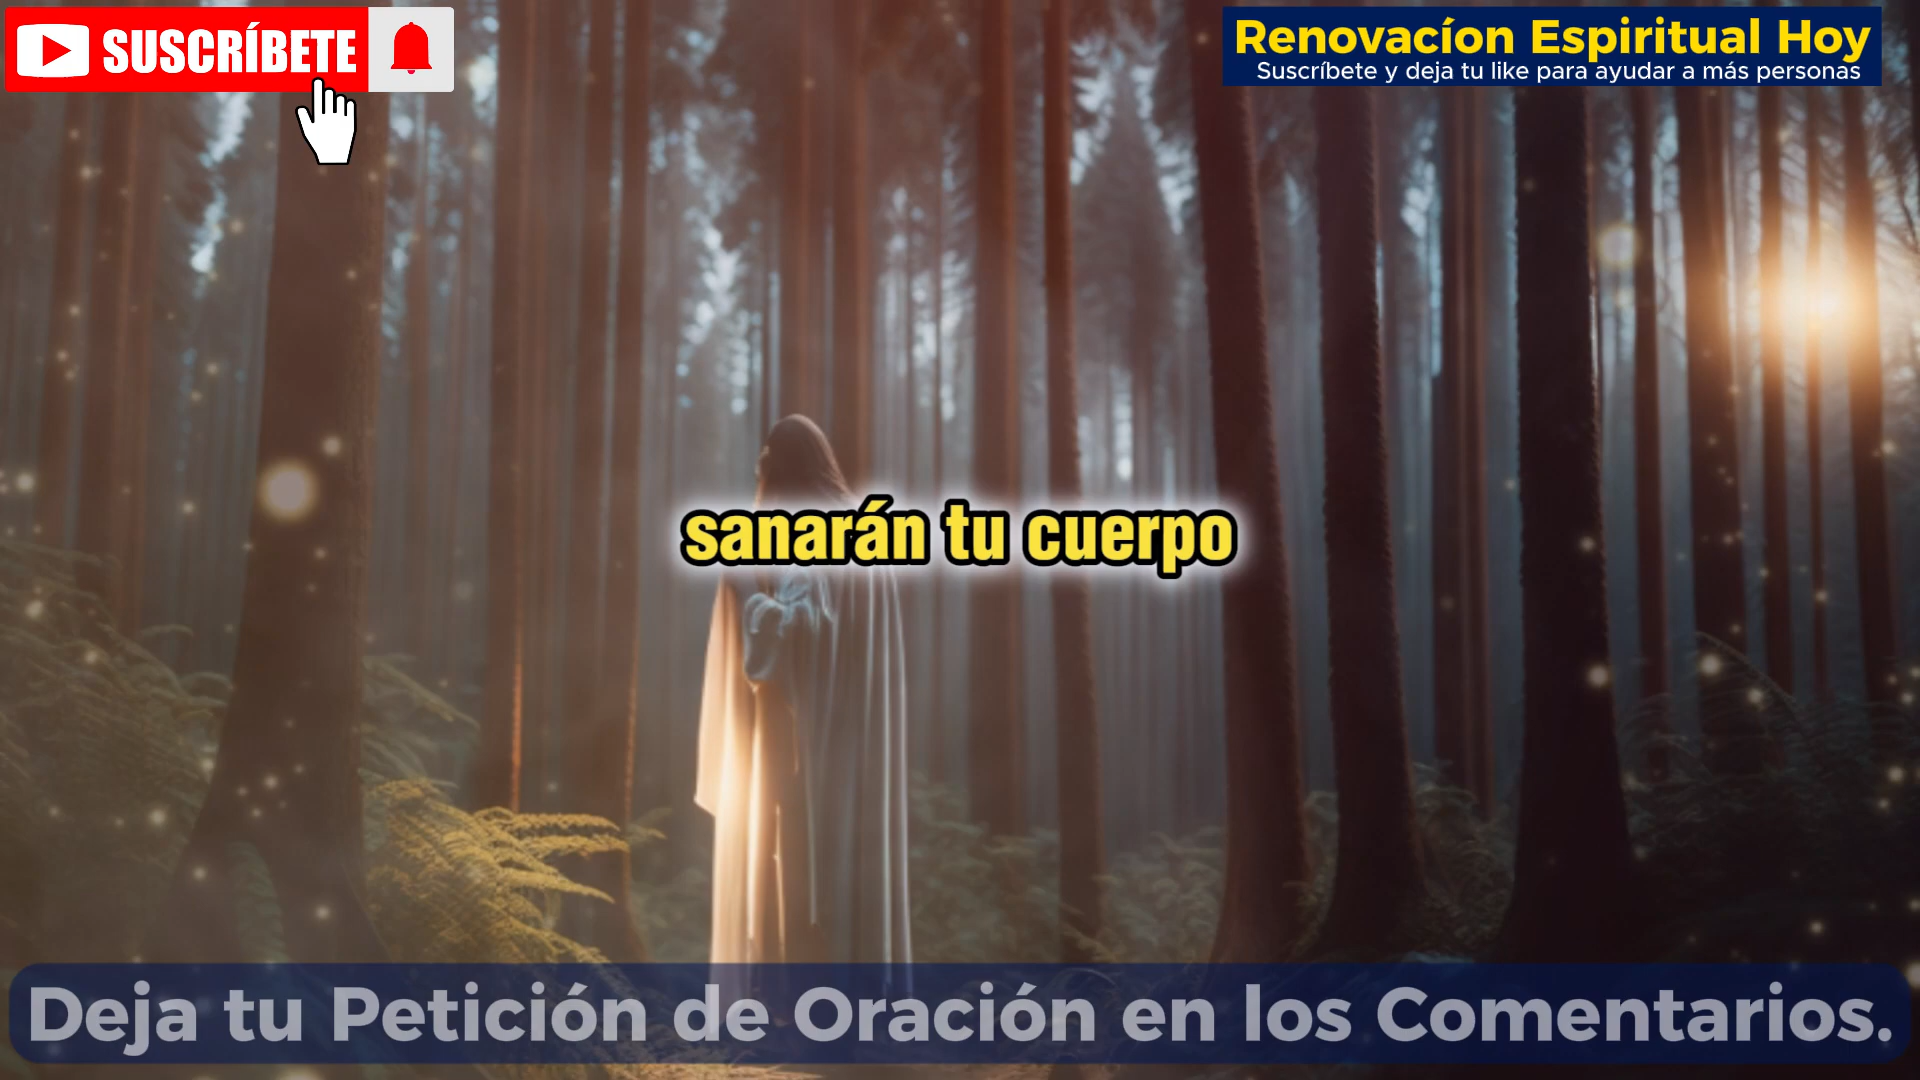 SUSCRÍBETE
Renovacíon Espiritual Hoy
Suscríbete y deja tu like para ayudar a más personas
sanarán tu cuerpo
Deja tu Petición de Oración en los Comentarios.